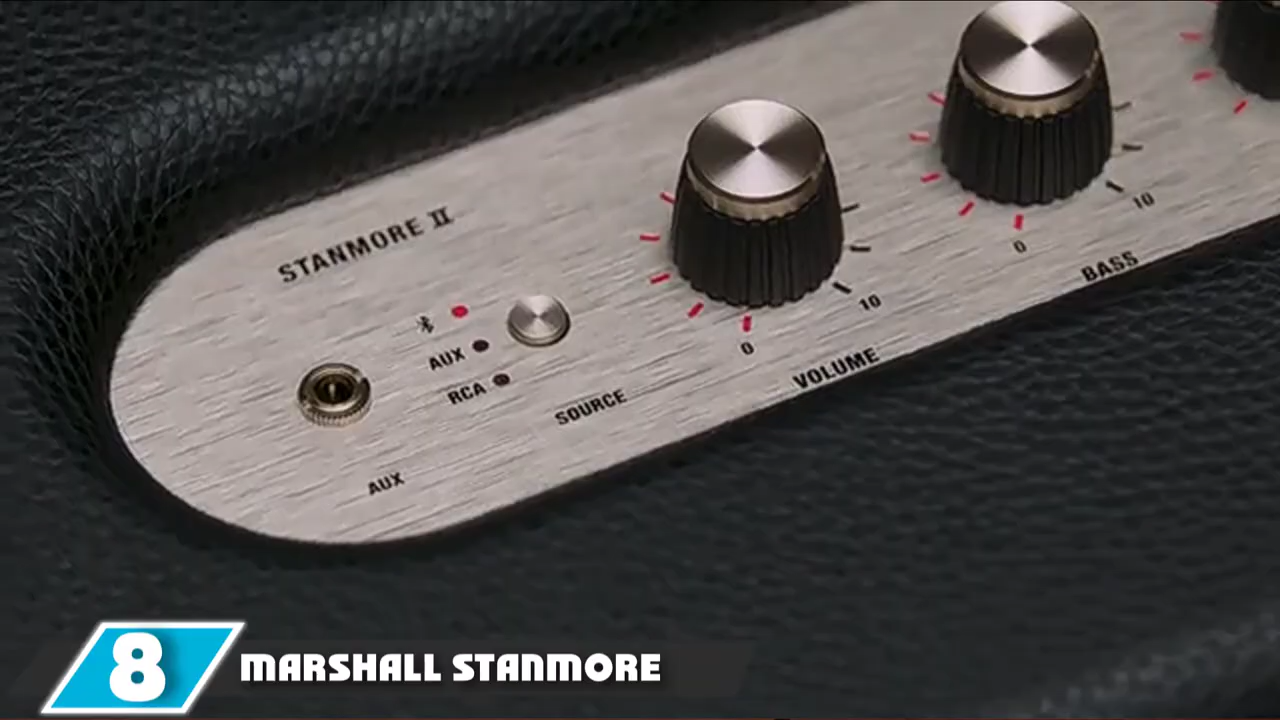 STANMORE II
AUX
RCA
SOURCE
AUX
0
10
VOLUME
0
10
BASS
8
MARSHALL STANMORE